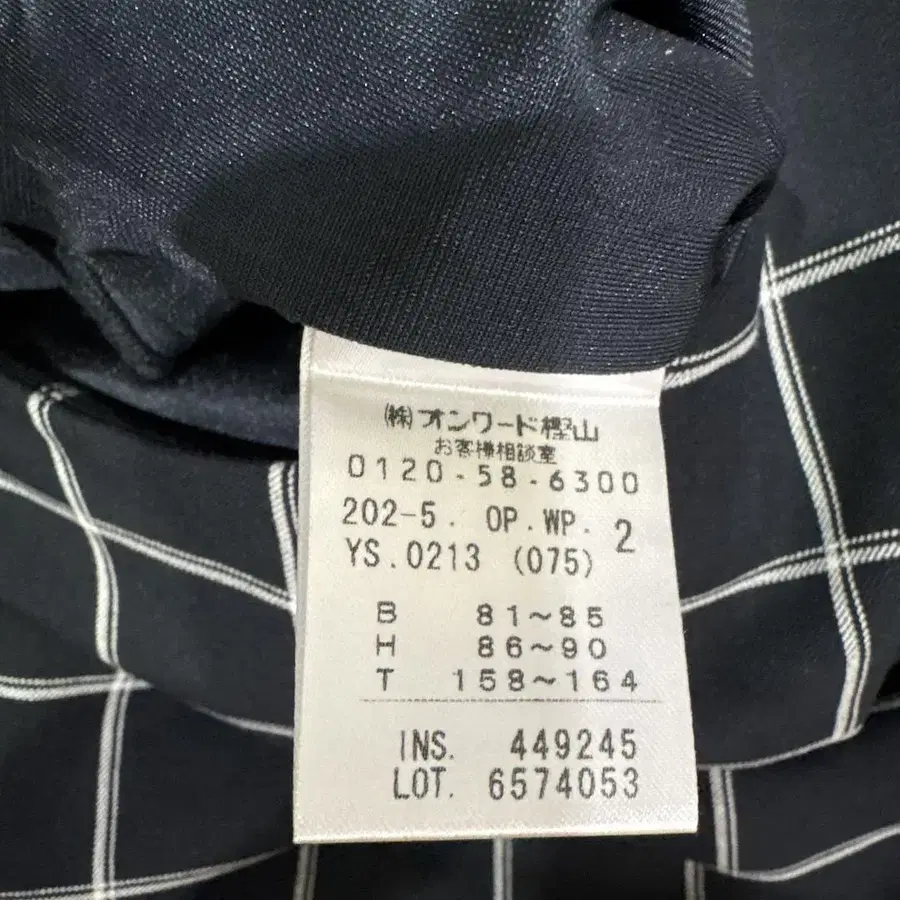 (株)オンワード樫山
お客様相談室
0120-58-6300
202-5. OP. WP. 2
YS.0213 (075)
B 81~85
H 86~90
T 158~164
INS. 449245
LOT. 6574053